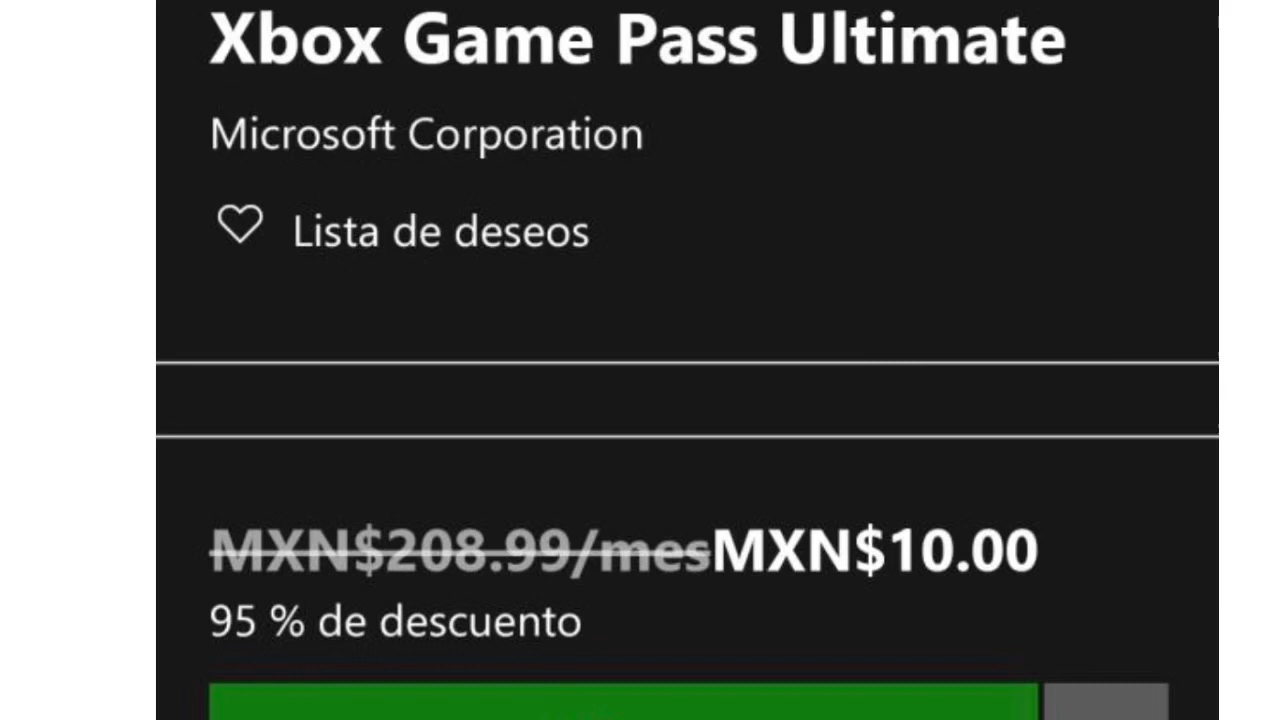 Xbox Game Pass Ultimate
Microsoft Corporation
Lista de deseos
MXN$208.99/mesMXN$10.00
95 % de descuento